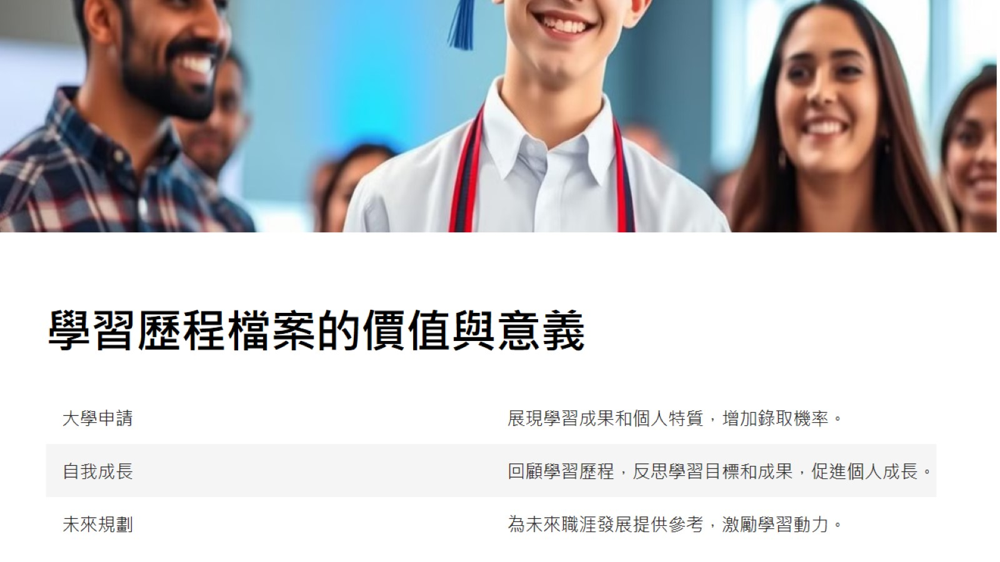 學習歷程檔案的價值與意義
大學申請 展現學習成果和個人特質，增加錄取機率。
自我成長 回顧學習歷程，反思學習目標和成果，促進個人成長。
未來規劃 為未來職涯發展提供參考，激勵學習動力。